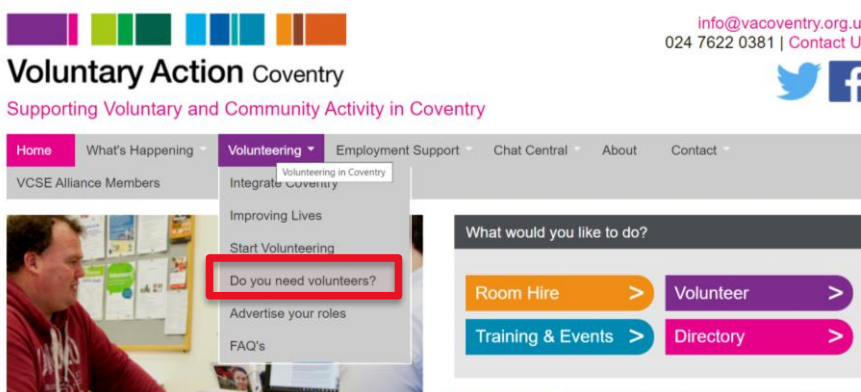 info@vacoventry.org.u
024 7622 0381 | Contact U
Voluntary Action Coventry
Supporting Voluntary and Community Activity in Coventry
Home What's Happening Volunteering Employment Support Chat Central About Contact
VCSE Alliance Members
Volunteering in Coventry
Integrate Coventry
Improving Lives
Start Volunteering
Do you need volunteers?
Advertise your roles
FAQ's
What would you like to do?
Room Hire > Volunteer >
Training & Events > Directory >